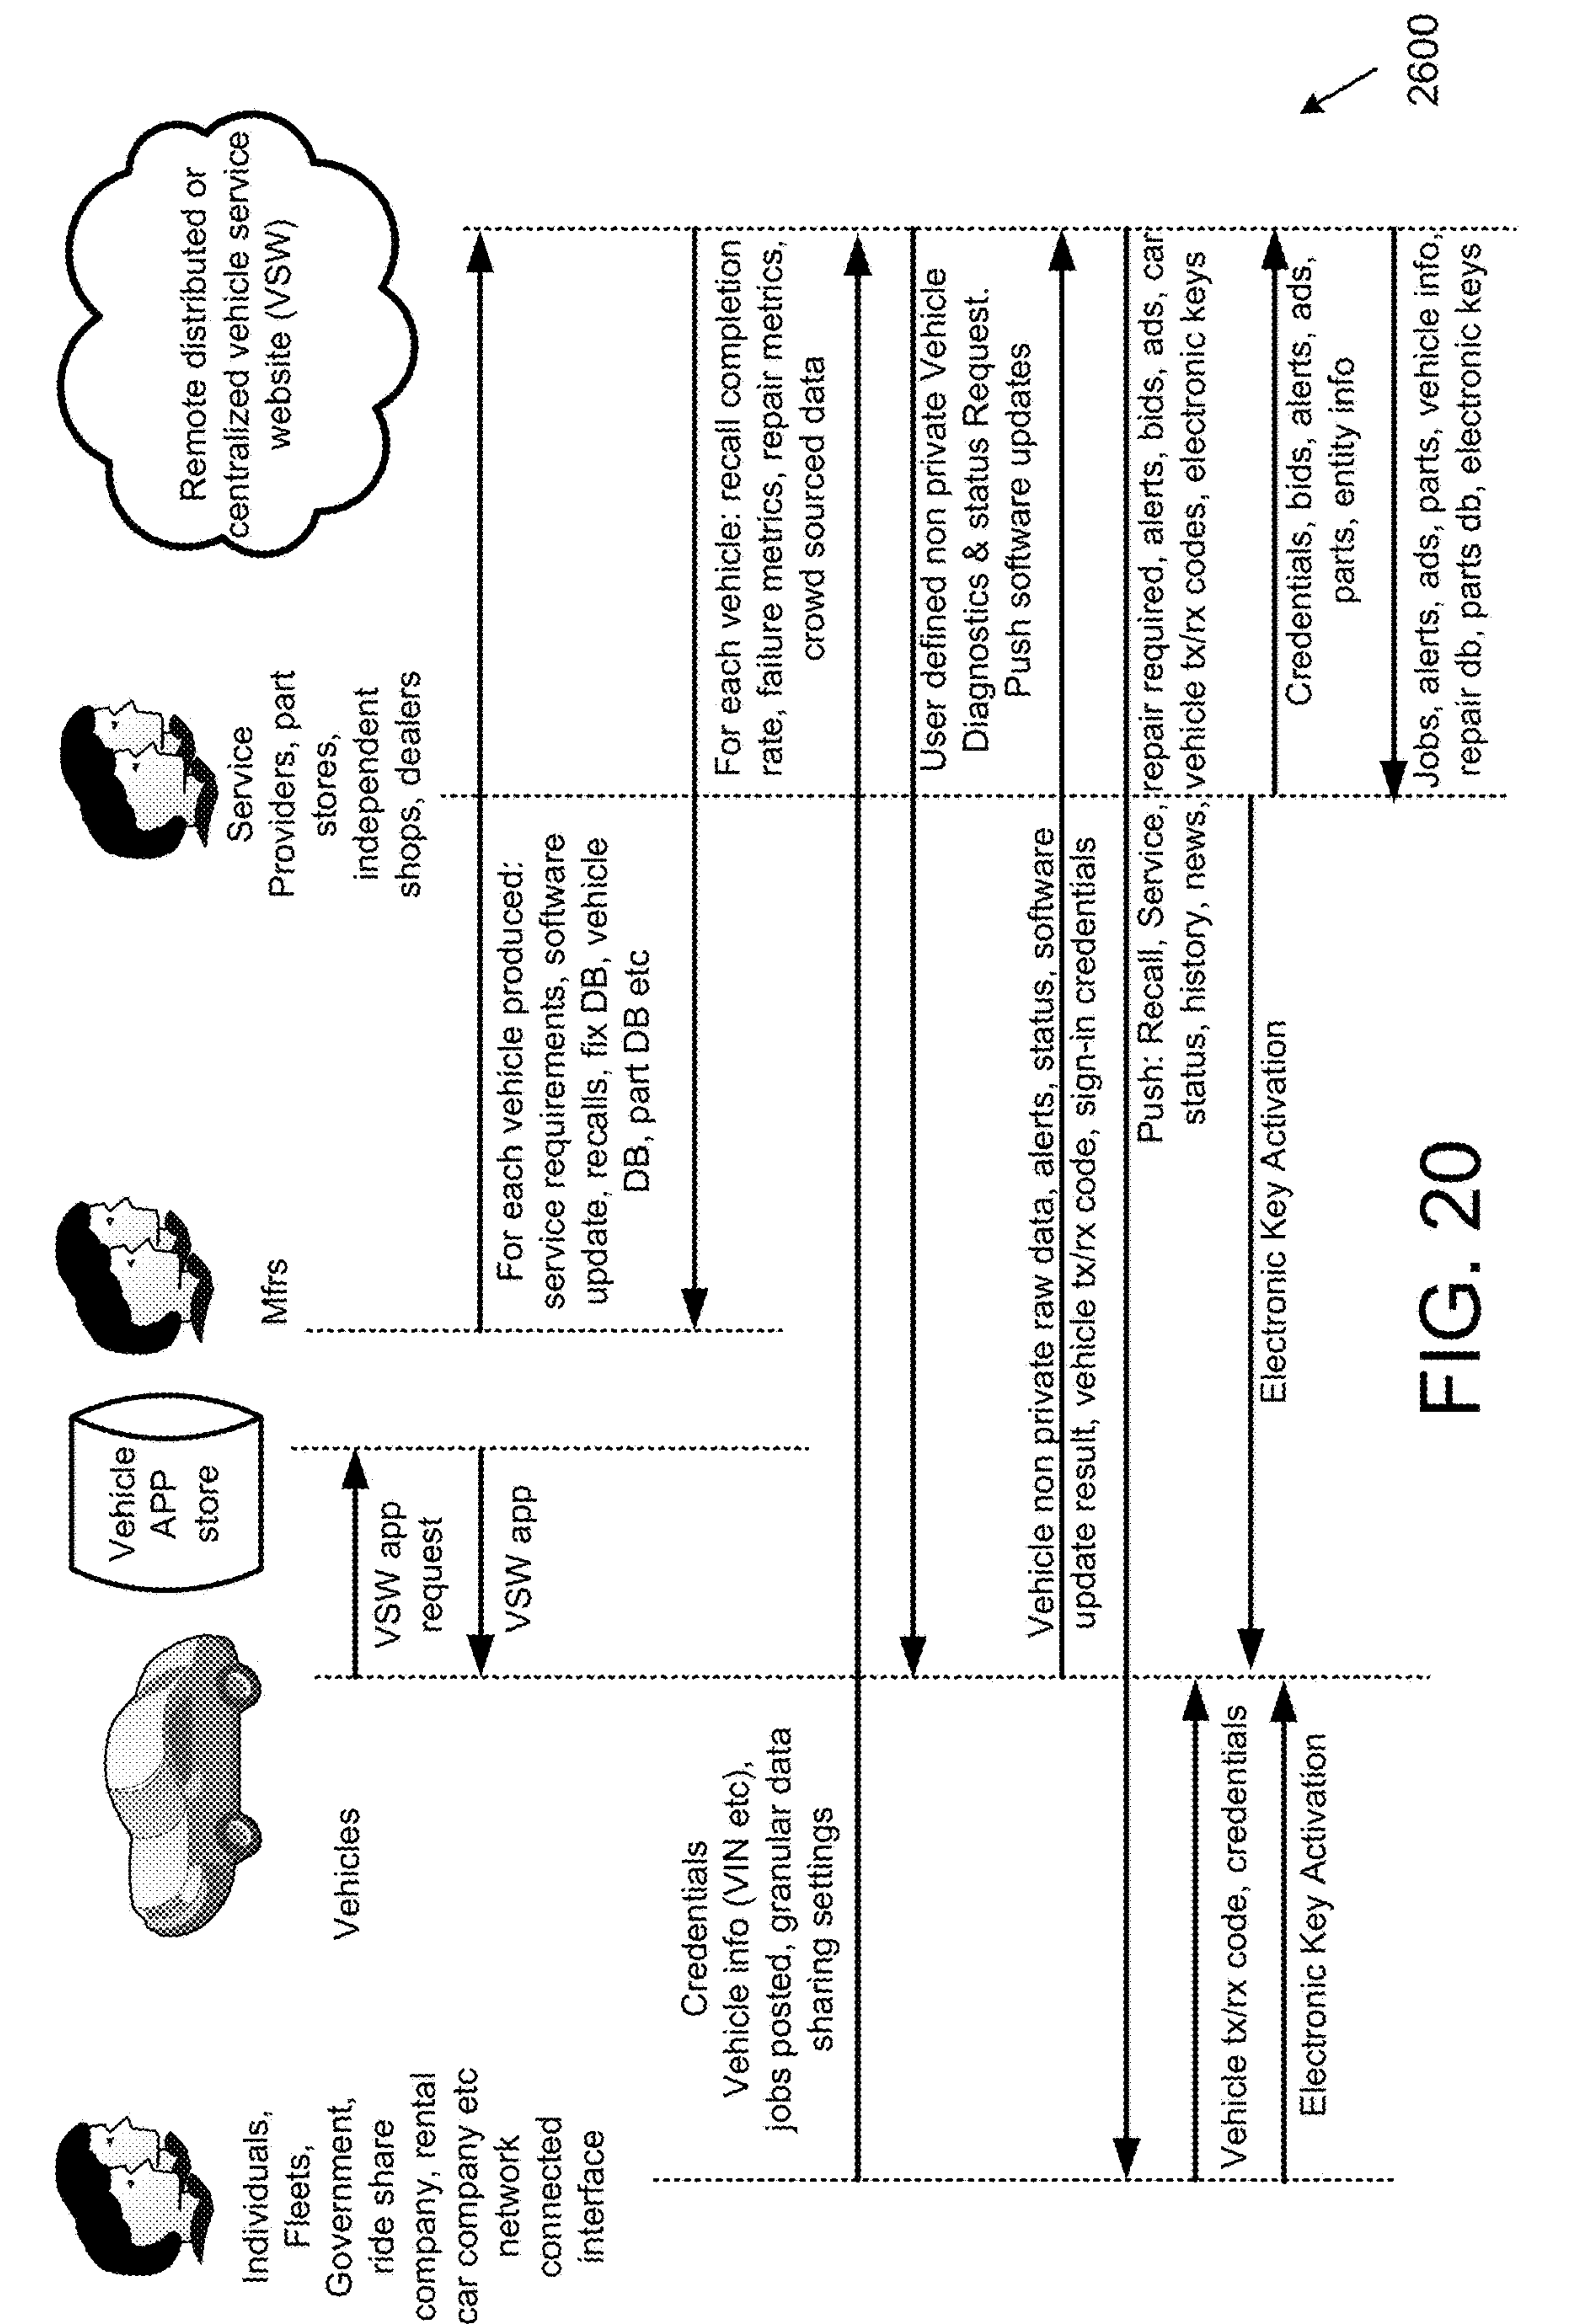 Individuals,
Fleets,
Government,
ride share
company, rental
car company etc
network
connected
interface
Vehicles
Vehicle
APP
store
Mfrs
Service
Providers, part
stores,
independent
shops, dealers
Remote distributed or
centralized vehicle service
website (VSW)
VSW app
request
VSW app
For each vehicle produced:
service requirements, software
update, recalls, fix DB, vehicle
DB, part DB etc
For each vehicle: recall completion
rate, failure metrics, repair metrics,
crowd sourced data
Credentials
Vehicle info (VIN etc),
jobs posted, granular data
sharing settings
User defined non private Vehicle
Diagnostics & status Request.
Push software updates
Vehicle non private raw data, alerts, status, software
update result, vehicle tx/rx code, sign-in credentials
Push: Recall, Service, repair required, alerts, bids, ads, car
status, history, news, vehicle tx/rx codes, electronic keys
Vehicle tx/rx code, credentials
Electronic Key Activation
Electronic Key Activation
Credentials, bids, alerts, ads,
parts, entity info
Jobs, alerts, ads, parts, vehicle info,
repair db, parts db, electronic keys
FIG. 20
2600